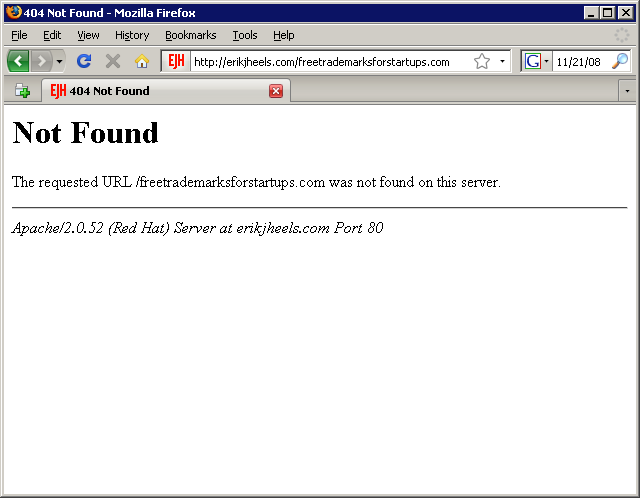 404 Not Found - Mozilla Firefox
File Edit View History Bookmarks Tools Help
EJH http://erikjheels.com/freetrademarksforstartups.com G 11/21/08
EJH 404 Not Found
Not Found
The requested URL /freetrademarksforstartups.com was not found on this server.
Apache/2.0.52 (Red Hat) Server at erikjheels.com Port 80